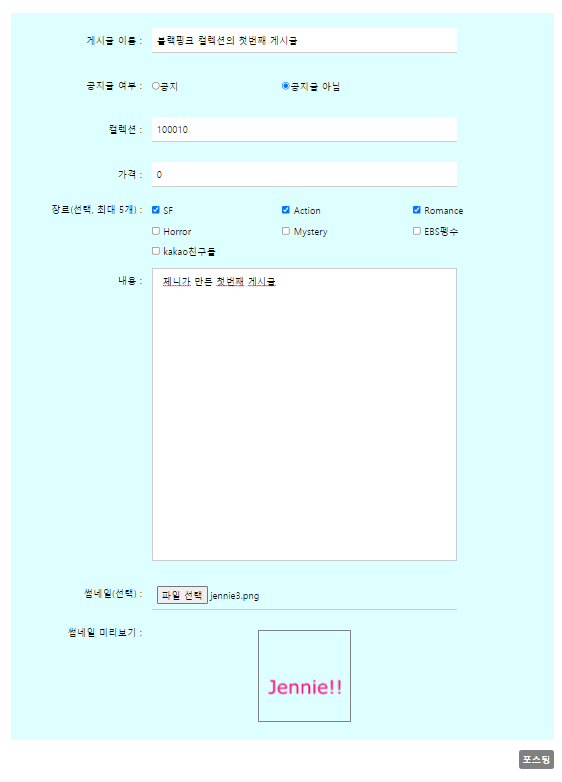 게시글 이름 : 블랙핑크 컬렉션의 첫번째 게시글
공지글 여부 : 공지 공지글 아님
컬렉션 : 100010
가격 : 0
장르(선택, 최대 5개) : SF Action Romance
Horror Mystery EBS펭수
kakao친구들
내용 : 제니가 만든 첫번째 게시글
썸네일(선택) : 파일 선택 jennie3.png
썸네일 미리보기 :
Jennie!!
포스팅